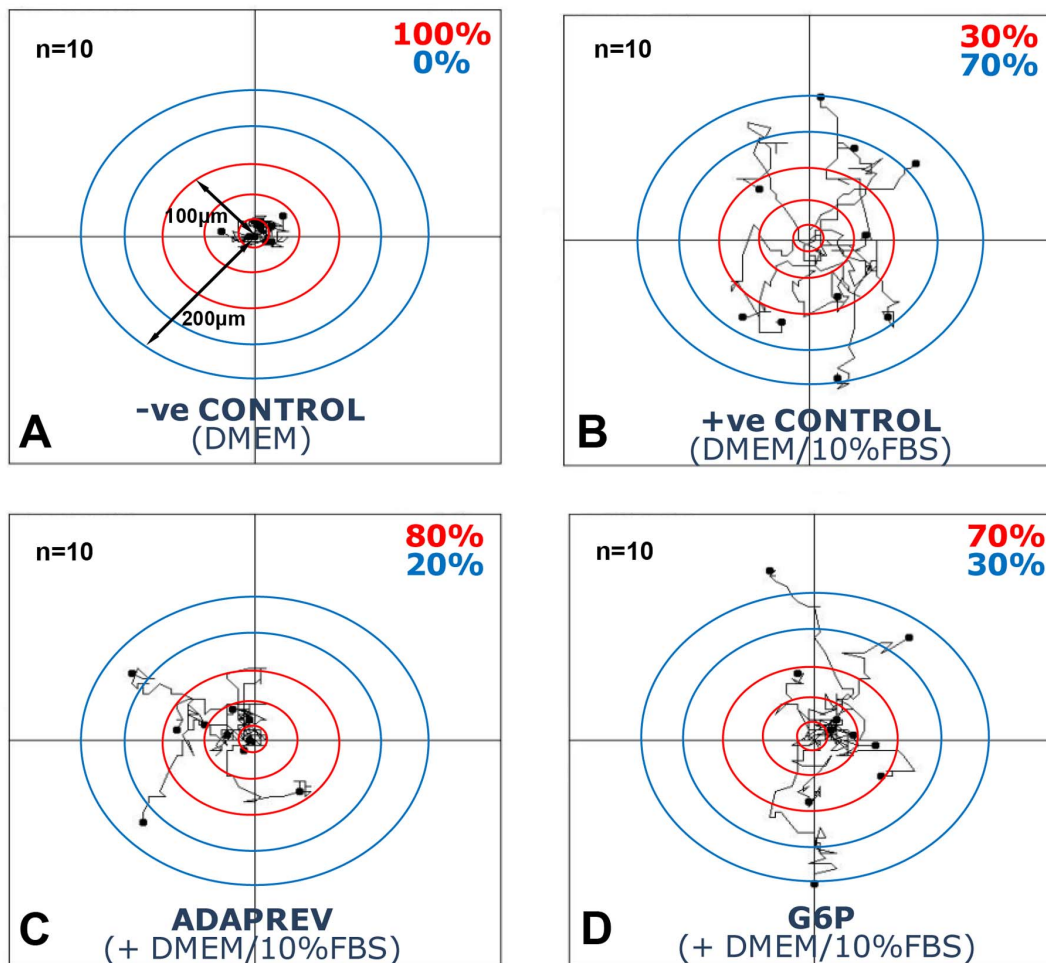 n=10
100%
0%
100µm
200µm
A
-ve CONTROL
(DMEM)
n=10
30%
70%
B
+ve CONTROL
(DMEM/10%FBS)
n=10
80%
20%
C
ADAPREV
(+ DMEM/10%FBS)
n=10
70%
30%
D
G6P
(+ DMEM/10%FBS)